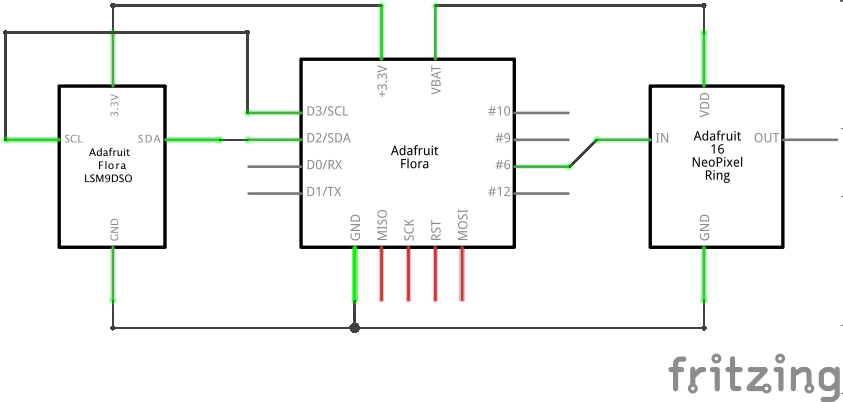 3.3V
SCL
SDA
Adafruit
Flora
LSM9DSO
GND
+3.3V
VBAT
D3/SCL
D2/SDA
D0/RX
D1/TX
Adafruit
Flora
#10
#9
#6
#12
GND
MISO
SCK
RST
MOSI
VDD
IN
OUT
Adafruit
16
NeoPixel
Ring
GND
fritzing